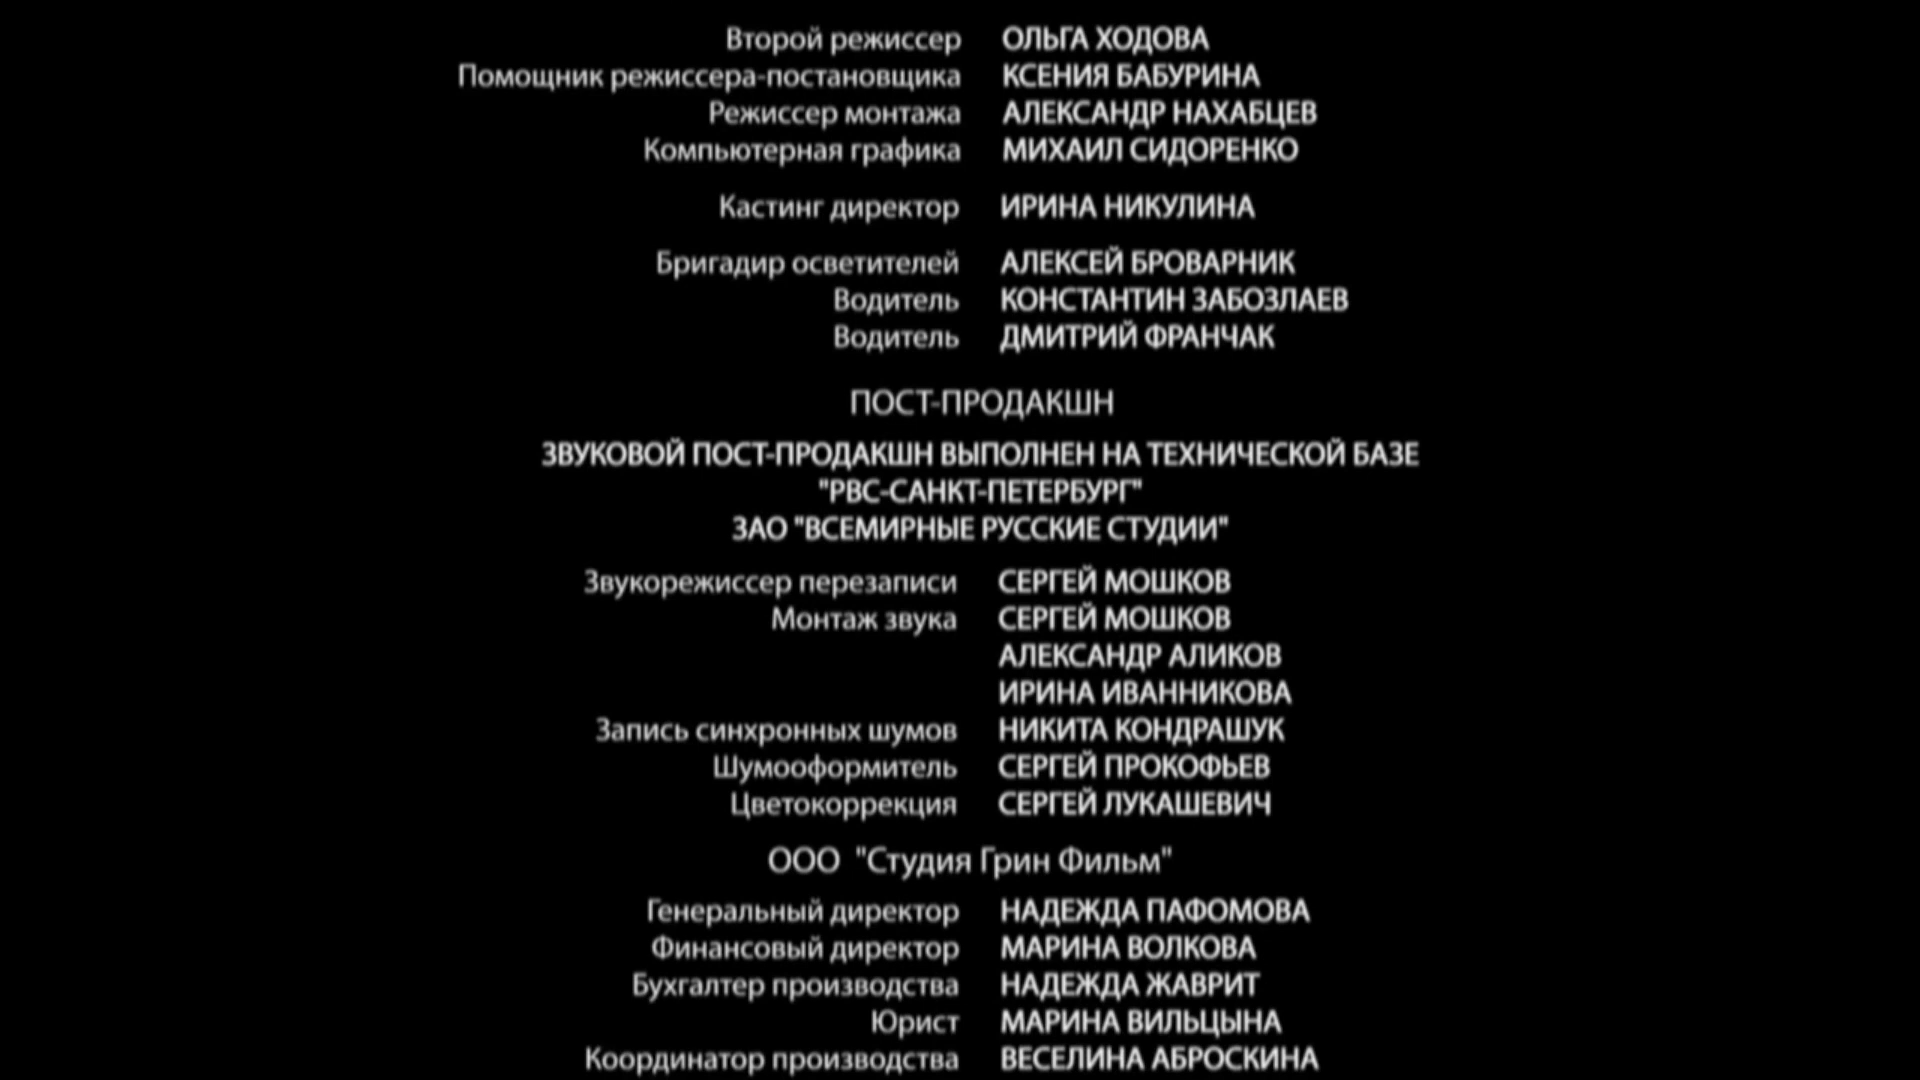 Второй режиссер ОЛЬГА ХОДОВА
Помощник режиссера-постановщика КСЕНИЯ БАБУРИНА
Режиссер монтажа АЛЕКСАНДР НАХАБЦЕВ
Компьютерная графика МИХАИЛ СИДОРЕНКО
Кастинг директор ИРИНА НИКУЛИНА
Бригадир осветителей АЛЕКСЕЙ БРОВАРНИК
Водитель КОНСТАНТИН ЗАБОЗЛАЕВ
Водитель ДМИТРИЙ ФРАНЧАК
ПОСТ-ПРОДАКШН
ЗВУКОВОЙ ПОСТ-ПРОДАКШН ВЫПОЛНЕН НА ТЕХНИЧЕСКОЙ БАЗЕ
"РВС-САНКТ-ПЕТЕРБУРГ"
ЗАО "ВСЕМИРНЫЕ РУССКИЕ СТУДИИ"
Звукорежиссер перезаписи СЕРГЕЙ МОШКОВ
Монтаж звука СЕРГЕЙ МОШКОВ
АЛЕКСАНДР АЛИКОВ
ИРИНА ИВАННИКОВА
Запись синхронных шумов НИКИТА КОНДРАШУК
Шумооформитель СЕРГЕЙ ПРОКОФЬЕВ
Цветокоррекция СЕРГЕЙ ЛУКАШЕВИЧ
ООО "Студия Грин Фильм"
Генеральный директор НАДЕЖДА ПАФОМОВА
Финансовый директор МАРИНА ВОЛКОВА
Бухгалтер производства НАДЕЖДА ЖАВРИТ
Юрист МАРИНА ВИЛЬЦЫНА
Координатор производства ВЕСЕЛИНА АБРОСКИНА